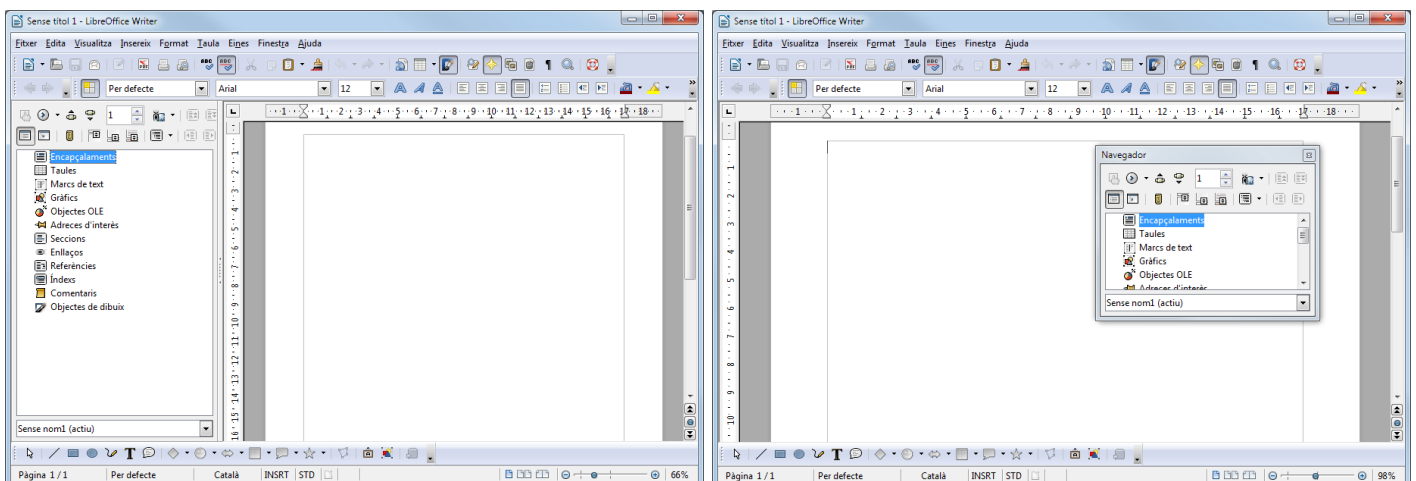 Sense títol 1 - LibreOffice Writer
Fitxer Edita Visualitza Insereix Format Taula Eines Finestra Ajuda
Per defecte Arial 12
1
Encapçalaments
Taules
Marcs de text
Gràfics
Objectes OLE
Adreces d'interès
Seccions
Enllaços
Referències
Índexs
Comentaris
Objectes de dibuix
Sense nom1 (actiu)
Pàgina 1 / 1 Per defecte Català INSRT STD 66%
Sense títol 1 - LibreOffice Writer
Fitxer Edita Visualitza Insereix Format Taula Eines Finestra Ajuda
Per defecte Arial 12
Navegador
1
Encapçalaments
Taules
Marcs de text
Gràfics
Objectes OLE
Adreces d'interès
Sense nom1 (actiu)
Pàgina 1 / 1 Per defecte Català INSRT STD 98%